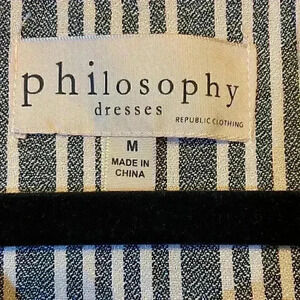 philosophy
dresses
REPUBLIC CLOTHING
M
MADE IN
CHINA